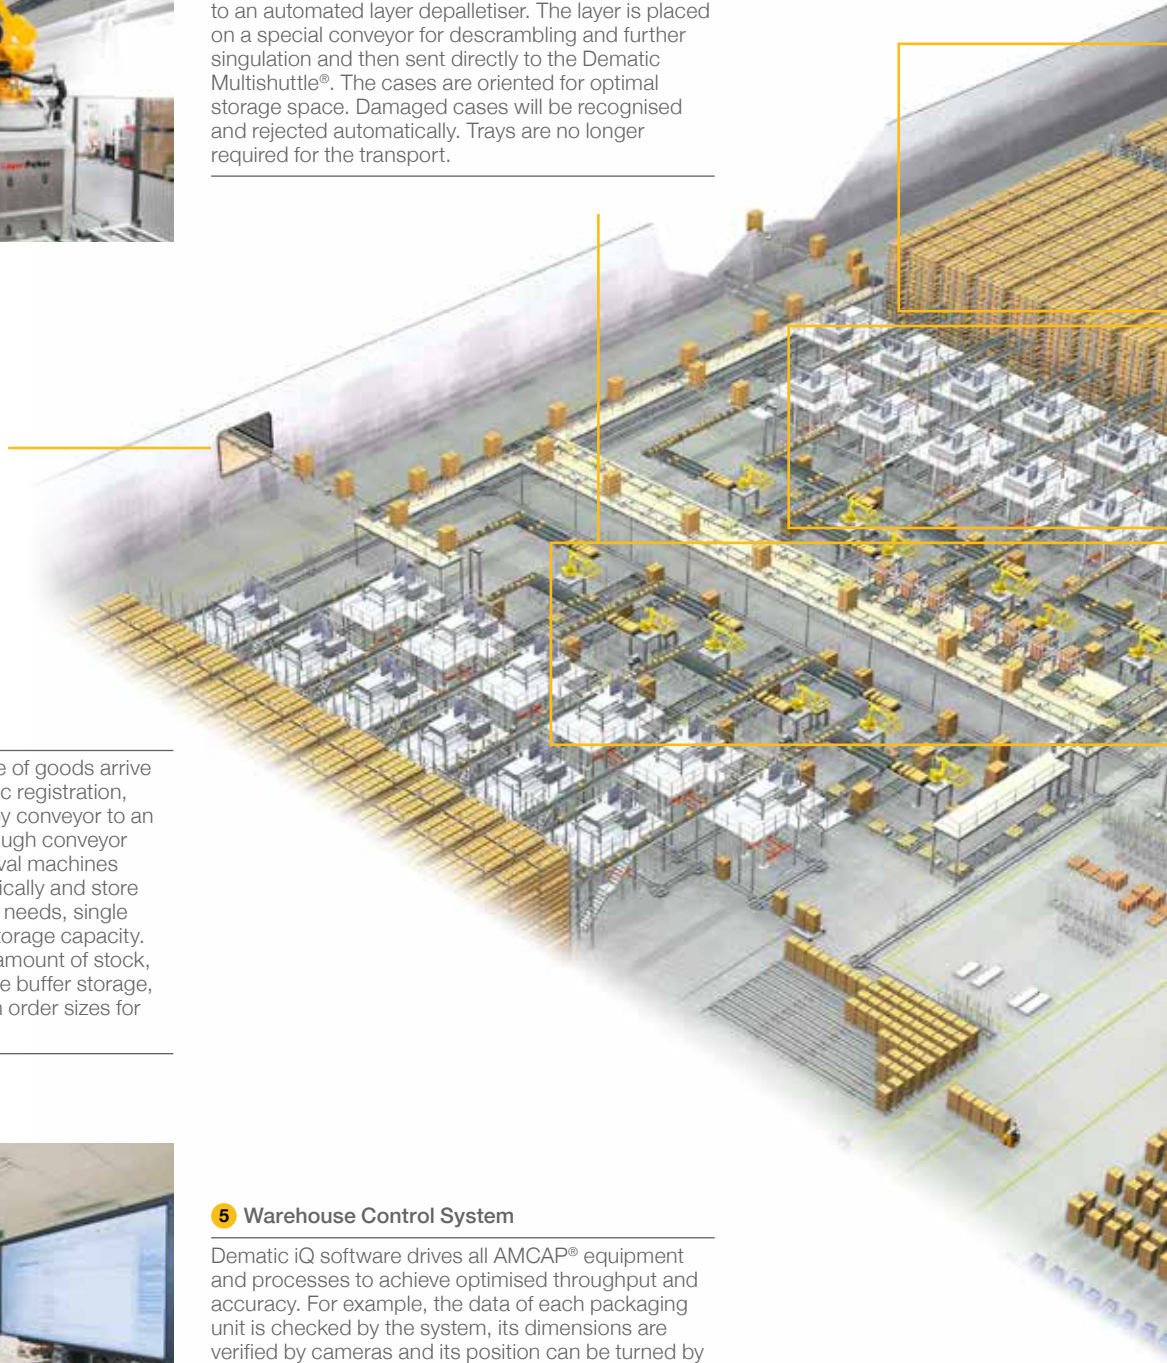 to an automated layer depalletiser. The layer is placed
on a special conveyor for descrambling and further
singulation and then sent directly to the Dematic
Multishuttle®. The cases are oriented for optimal
storage space. Damaged cases will be recognised
and rejected automatically. Trays are no longer
required for the transport.
of goods arrive
registration,
conveyor to an
conveyor
machines
and store
needs, single
capacity.
amount of stock,
buffer storage,
order sizes for
5 Warehouse Control System
Dematic iQ software drives all AMCAP® equipment
and processes to achieve optimised throughput and
accuracy. For example, the data of each packaging
unit is checked by the system, its dimensions are
verified by cameras and its position can be turned by